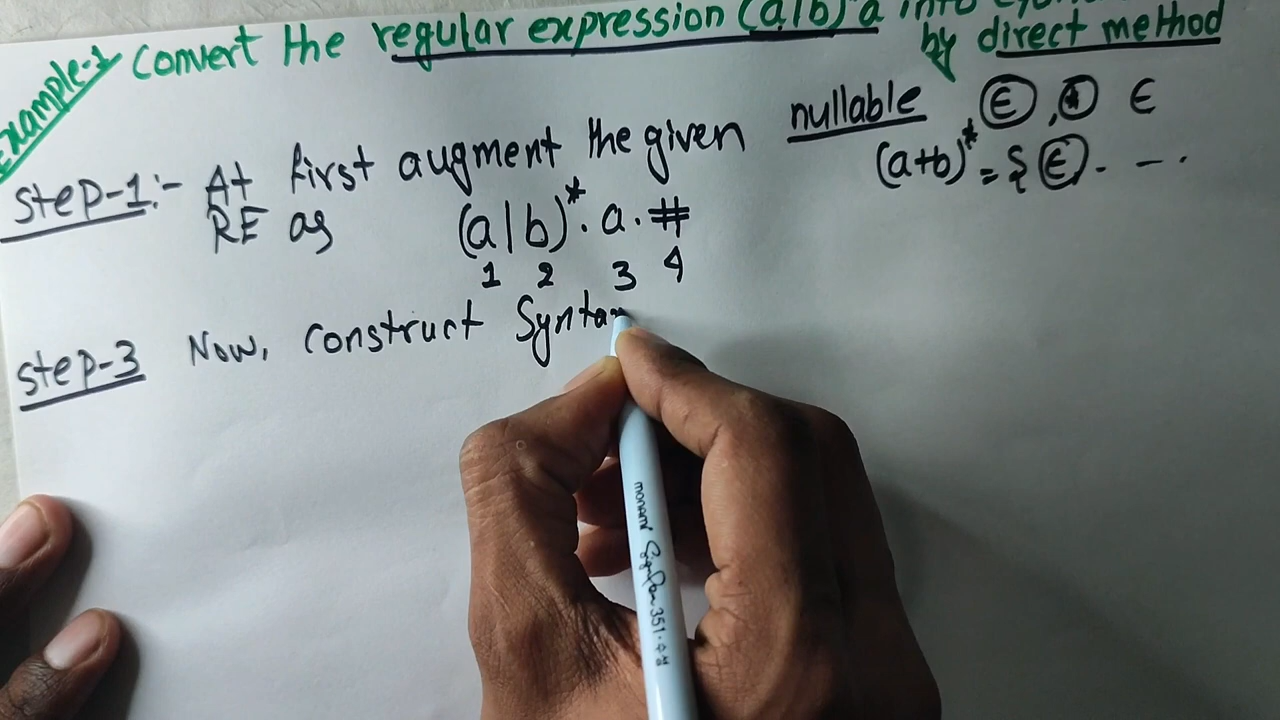 Example-1 Convert the regular expression (a|b)*a into
by direct method
nullable Ɛ, * Ɛ
(a+b)* = { Ɛ . - - .
Step-1:- At first augment the given
RE as (a|b)* . a . #
1 2 3 4
Step-3 Now, construct Syntax